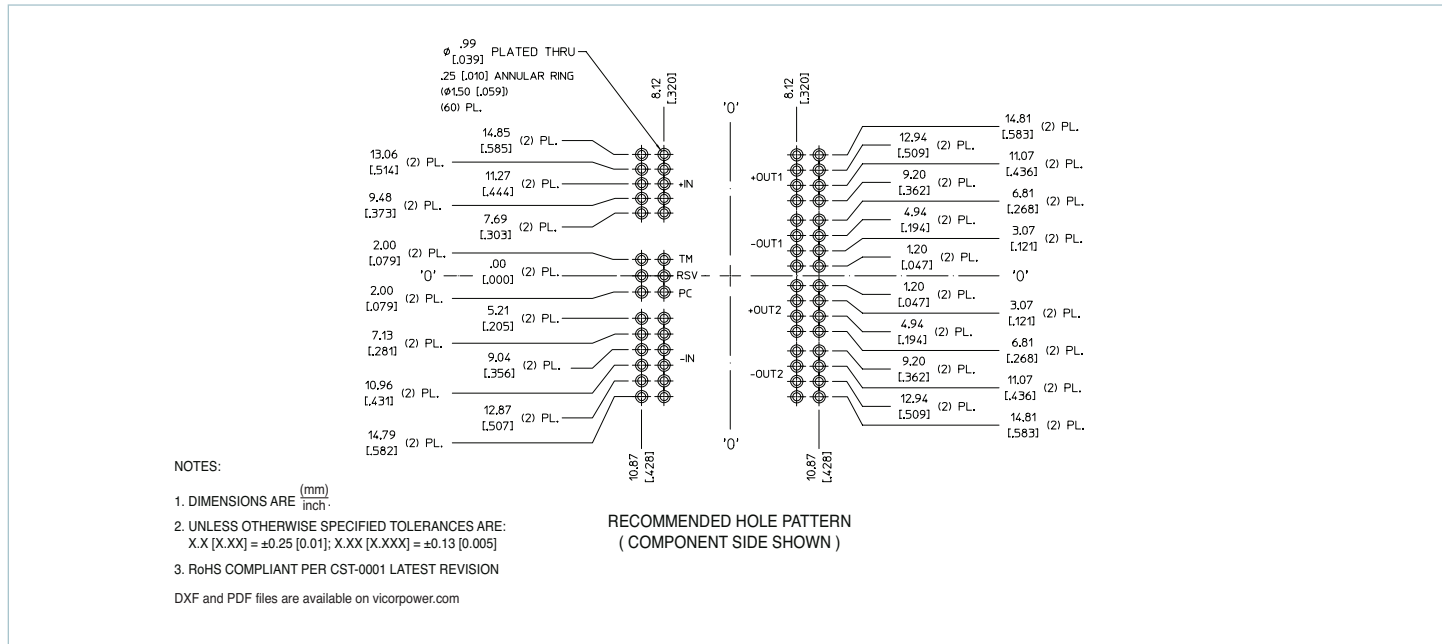 ø .99 PLATED THRU
[.039]
.25 [.010] ANNULAR RING
(ø1.50 [.059])
(60) PL.
8.12
[.320]
'0'
8.12
[.320]
14.85
[.585] (2) PL.
13.06
[.514] (2) PL.
11.27
[.444] (2) PL.
9.48
[.373] (2) PL.
7.69
[.303] (2) PL.
2.00
[.079] (2) PL.
'0'
.00
[.000] (2) PL.
2.00
[.079] (2) PL.
5.21
[.205] (2) PL.
7.13
[.281] (2) PL.
9.04
[.356] (2) PL.
10.96
[.431] (2) PL.
12.87
[.507] (2) PL.
14.79
[.582] (2) PL.
+IN
TM
RSV
PC
-IN
+OUT1
-OUT1
+OUT2
-OUT2
14.81
[.583] (2) PL.
12.94
[.509] (2) PL.
11.07
[.436] (2) PL.
9.20
[.362] (2) PL.
6.81
[.268] (2) PL.
4.94
[.194] (2) PL.
3.07
[.121] (2) PL.
1.20
[.047] (2) PL.
'0'
1.20
[.047] (2) PL.
3.07
[.121] (2) PL.
4.94
[.194] (2) PL.
6.81
[.268] (2) PL.
9.20
[.362] (2) PL.
11.07
[.436] (2) PL.
12.94
[.509] (2) PL.
14.81
[.583] (2) PL.
10.87
[.428]
'0'
10.87
[.428]
RECOMMENDED HOLE PATTERN
( COMPONENT SIDE SHOWN )
NOTES:
1. DIMENSIONS ARE (mm)
inch.
2. UNLESS OTHERWISE SPECIFIED TOLERANCES ARE:
X.X [X.XX] = ±0.25 [0.01]; X.XX [X.XXX] = ±0.13 [0.005]
3. RoHS COMPLIANT PER CST-0001 LATEST REVISION
DXF and PDF files are available on vicorpower.com